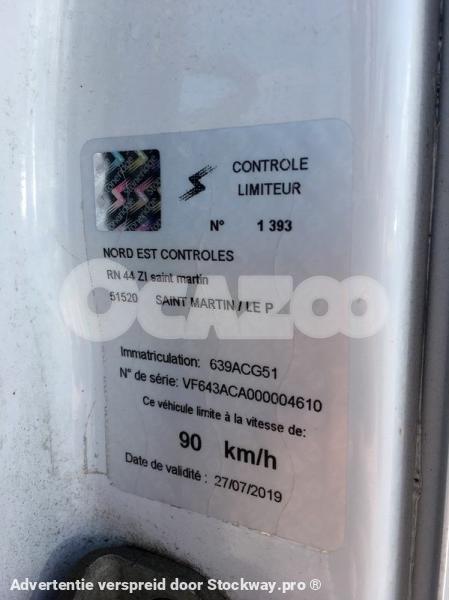 CONTROLE
LIMITEUR
N° 1 393
NORD EST CONTROLES
RN 44 ZI saint martin
51520 SAINT MARTIN / LE P
OCAZOO
Immatriculation: 639ACG51
N° de série: VF643ACA000004610
Ce véhicule limite à la vitesse de:
90 km/h
Date de validité : 27/07/2019
Advertentie verspreid door Stockway.pro ®